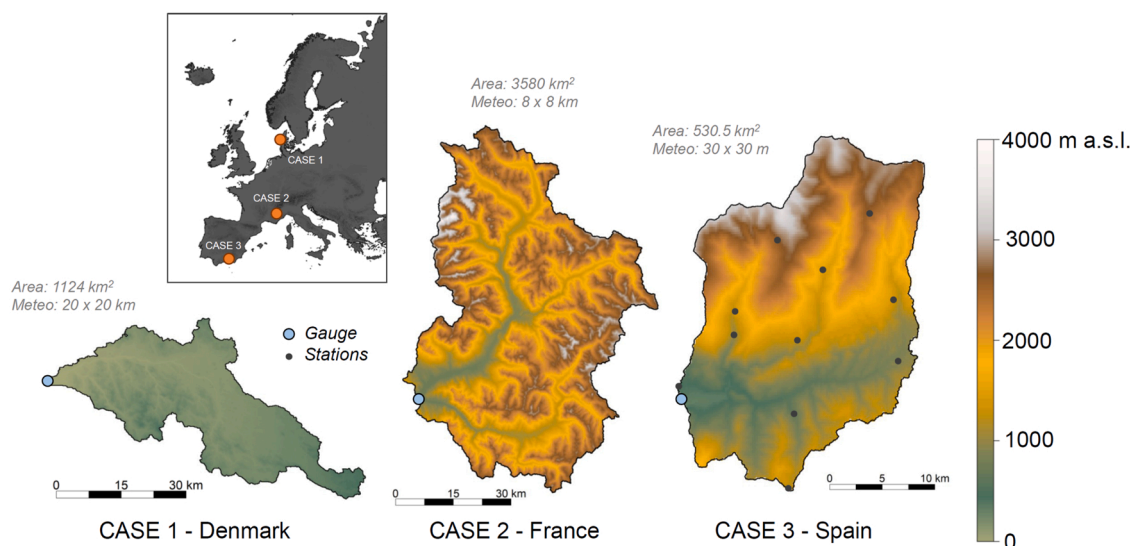 Area: 3580 km²
Meteo: 8 x 8 km
Area: 530.5 km²
Meteo: 30 x 30 m
CASE 1
CASE 2
CASE 3
Area: 1124 km²
Meteo: 20 x 20 km
Gauge
Stations
4000 m a.s.l.
3000
2000
1000
0
0 15 30 km
0 15 30 km
0 5 10 km
CASE 1 - Denmark
CASE 2 - France
CASE 3 - Spain